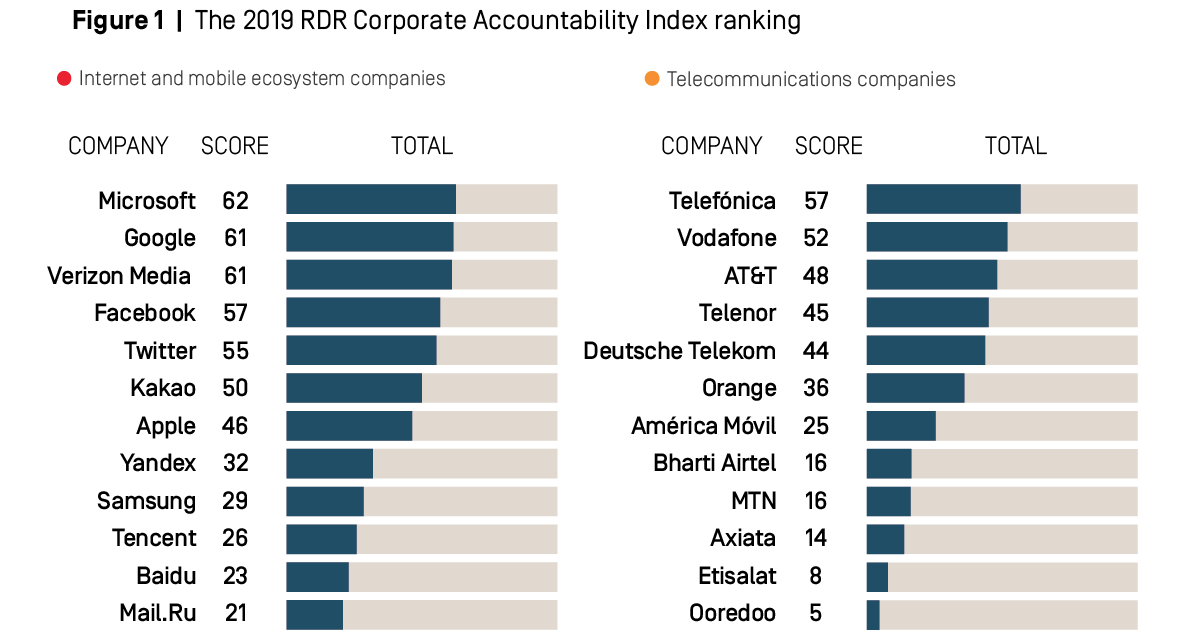 Figure 1 | The 2019 RDR Corporate Accountability Index ranking
Internet and mobile ecosystem companies
COMPANY SCORE TOTAL
Microsoft 62
Google 61
Verizon Media 61
Facebook 57
Twitter 55
Kakao 50
Apple 46
Yandex 32
Samsung 29
Tencent 26
Baidu 23
Mail.Ru 21
Telecommunications companies
COMPANY SCORE TOTAL
Telefónica 57
Vodafone 52
AT&T 48
Telenor 45
Deutsche Telekom 44
Orange 36
América Móvil 25
Bharti Airtel 16
MTN 16
Axiata 14
Etisalat 8
Ooredoo 5